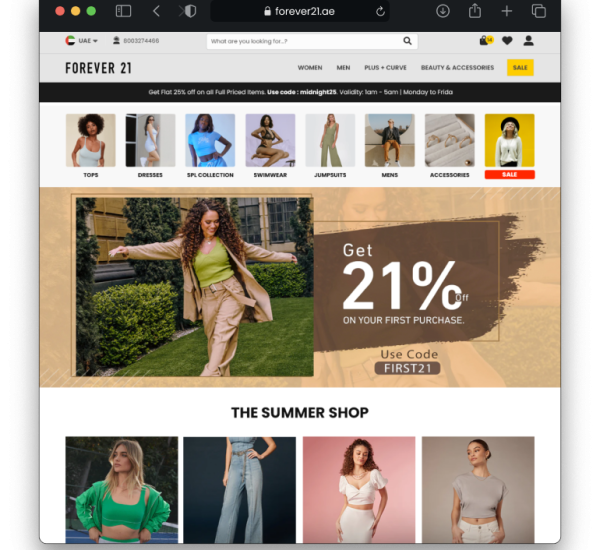 forever21.ae
UAE
8003274466
What are you looking for..?
FOREVER 21
WOMEN MEN PLUS + CURVE BEAUTY & ACCESSORIES SALE
Get Flat 25% off on all Full Priced Items. Use code : midnight25. Validity: 1am - 5am | Monday to Frida
TOPS DRESSES SPL COLLECTION SWIMWEAR JUMPSUITS MENS ACCESSORIES SALE
Get
21% Off
ON YOUR FIRST PURCHASE.
Use Code
FIRST21
THE SUMMER SHOP